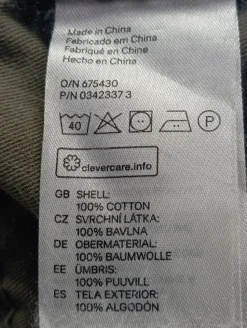 Made in China
Fabricado em China
Fabriqué en Chine
Hecho en China
O/N 675430
P/N 0342337 3
40 P
clevercare.info
GB SHELL:
100% COTTON
CZ SVRCHNÍ LÁTKA:
100% BAVLNA
DE OBERMATERIAL:
100% BAUMWOLLE
EE ÜMBRIS:
100% PUUVILL
ES TELA EXTERIOR:
100% ALGODÓN